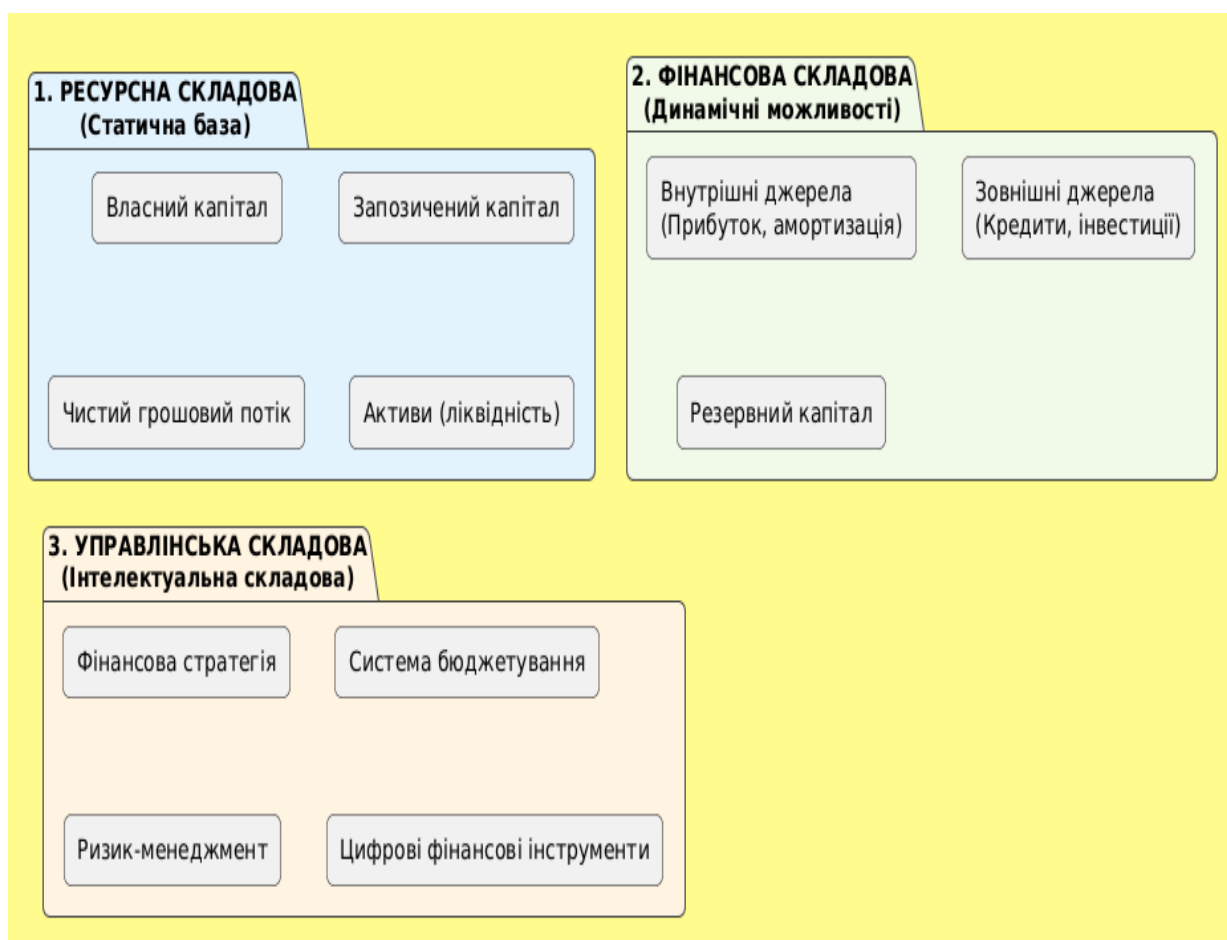 1. РЕСУРСНА СКЛАДОВА
(Статична база)
Власний капітал
Запозичений капітал
Чистий грошовий потік
Активи (ліквідність)
2. ФІНАНСОВА СКЛАДОВА
(Динамічні можливості)
Внутрішні джерела
(Прибуток, амортизація)
Зовнішні джерела
(Кредити, інвестиції)
Резервний капітал
3. УПРАВЛІНСЬКА СКЛАДОВА
(Інтелектуальна складова)
Фінансова стратегія
Система бюджетування
Ризик-менеджмент
Цифрові фінансові інструменти